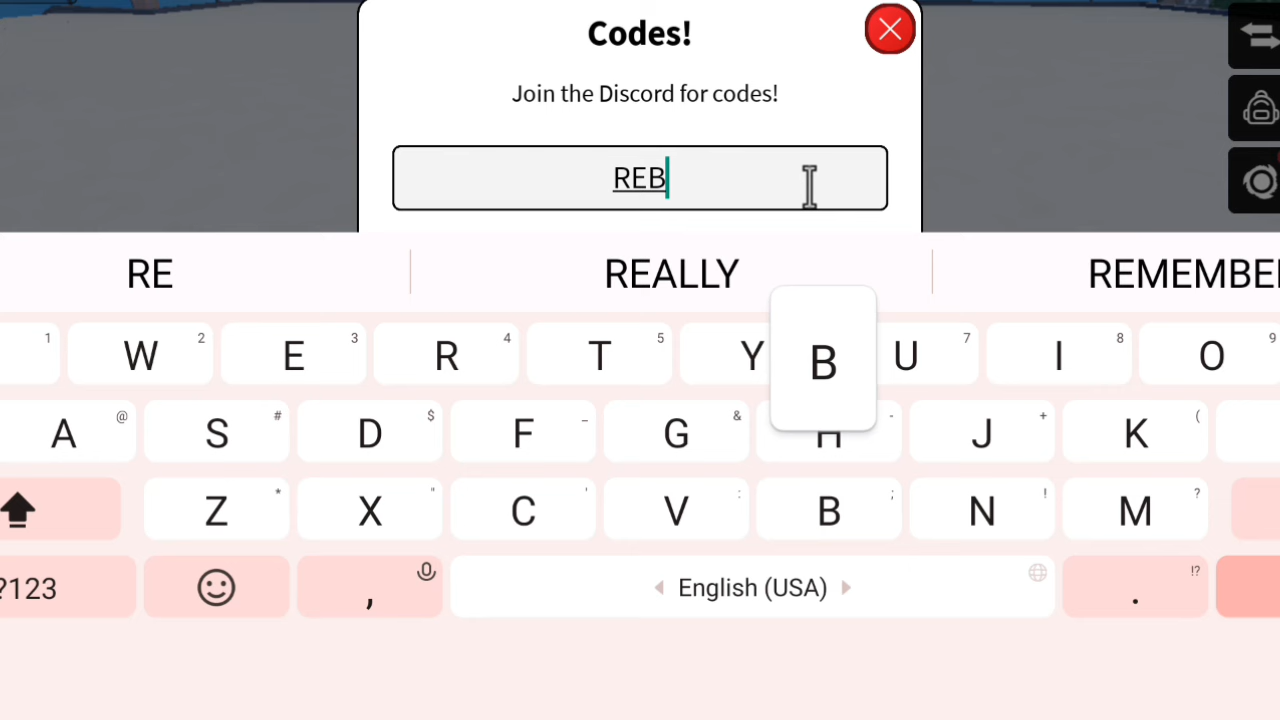 Codes!
Join the Discord for codes!
REB
RE REALLY REMEMBE
1 W 2 E 3 R 4 T 5 Y B U 7 I 8 O 9
A @ S # D $ F _ G & H - J + K (
Z * X " C ' V : B ; N ! M ?
?123 , English (USA) . !?